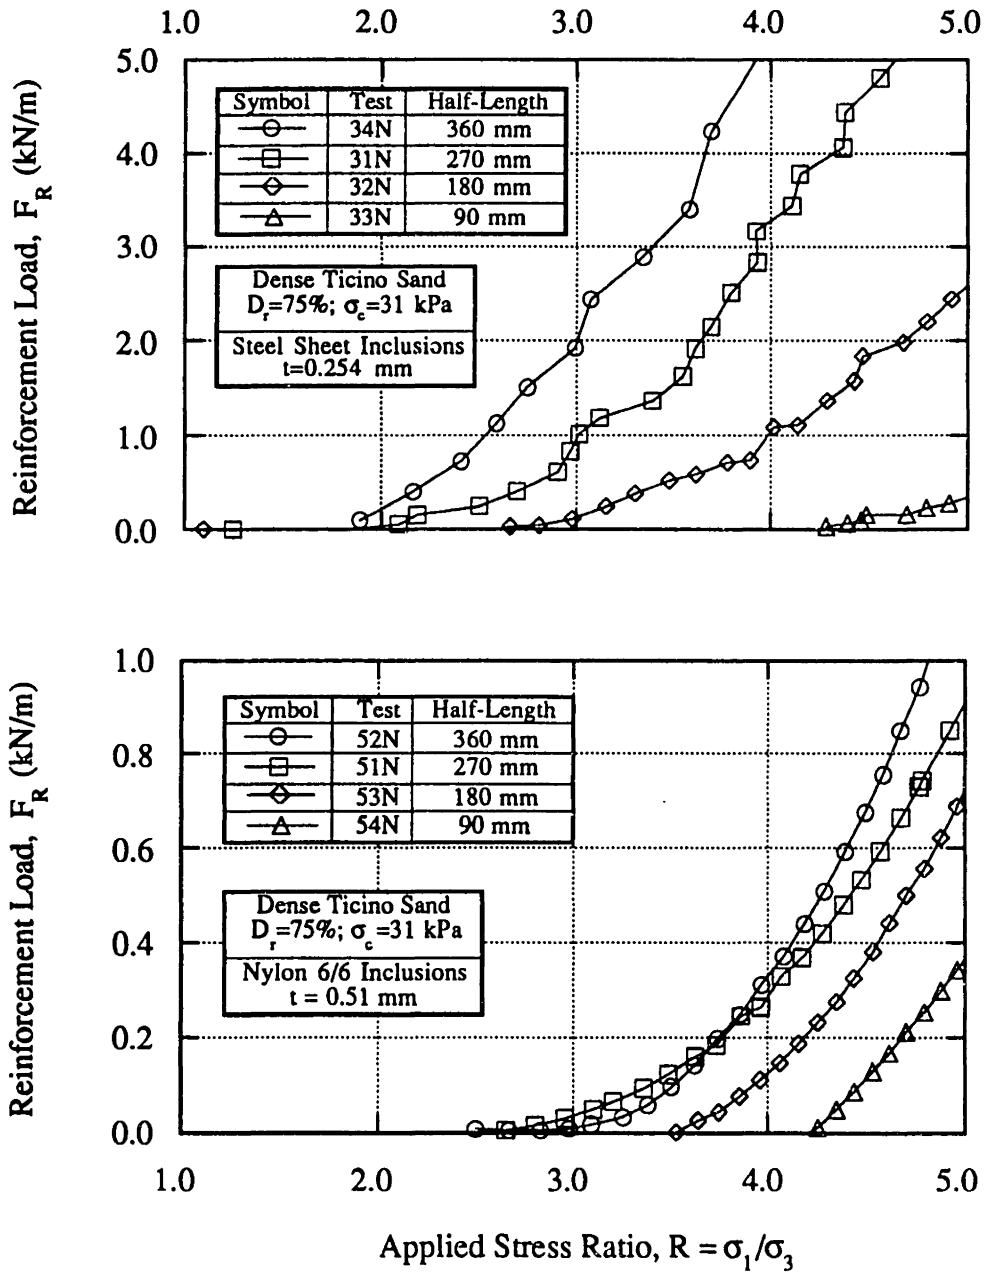 1.0 2.0 3.0 4.0 5.0
5.0
4.0
3.0
2.0
1.0
0.0
Reinforcement Load, F_R (kN/m)
Symbol Test Half-Length
34N 360 mm
31N 270 mm
32N 180 mm
33N 90 mm
Dense Ticino Sand
D_r=75%; σ_c=31 kPa
Steel Sheet Inclusions
t=0.254 mm
1.0
0.8
0.6
0.4
0.2
0.0
Reinforcement Load, F_R (kN/m)
Symbol Test Half-Length
52N 360 mm
51N 270 mm
53N 180 mm
54N 90 mm
Dense Ticino Sand
D_r=75%; σ_c=31 kPa
Nylon 6/6 Inclusions
t = 0.51 mm
1.0 2.0 3.0 4.0 5.0
Applied Stress Ratio, R = σ_1/σ_3